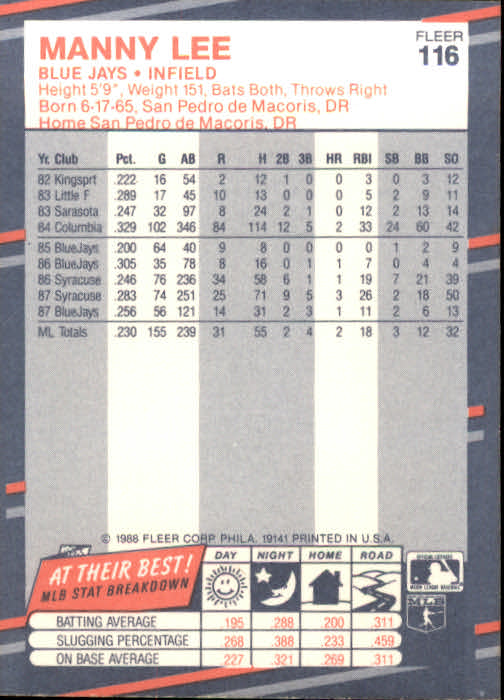 MANNY LEE
FLEER
116
BLUE JAYS • INFIELD
Height 5'9", Weight 151, Bats Both, Throws Right
Born 6-17-65, San Pedro de Macoris, DR
Home San Pedro de Macoris, DR
Yr. Club Pct. G AB R H 2B 3B HR RBI SB BB SO
82 Kingsprt .222 16 54 2 12 1 0 0 3 0 3 12
83 Little F .289 17 45 10 13 0 0 0 5 2 9 11
83 Sarasota .247 32 97 8 24 2 1 0 12 2 13 14
84 Columbia .329 102 346 84 114 12 5 2 33 24 60 42
85 BlueJays .200 64 40 9 8 0 0 0 0 1 2 9
86 BlueJays .305 35 78 8 16 0 1 1 7 0 4 4
86 Syracuse .246 76 236 34 58 6 1 1 19 7 21 39
87 Syracuse .283 74 251 25 71 9 5 3 26 2 18 50
87 BlueJays .256 56 121 14 31 2 3 1 11 2 6 13
ML Totals .230 155 239 31 55 2 4 2 18 3 12 32
© 1988 FLEER CORP. PHILA. 19141 PRINTED IN U.S.A.
AT THEIR BEST!
MLB STAT BREAKDOWN
DAY NIGHT HOME ROAD
BATTING AVERAGE .195 .288 .200 .311
SLUGGING PERCENTAGE .268 .388 .233 .459
ON BASE AVERAGE .227 .321 .269 .311
OFFICIAL LICENSEE
MAJOR LEAGUE BASEBALL